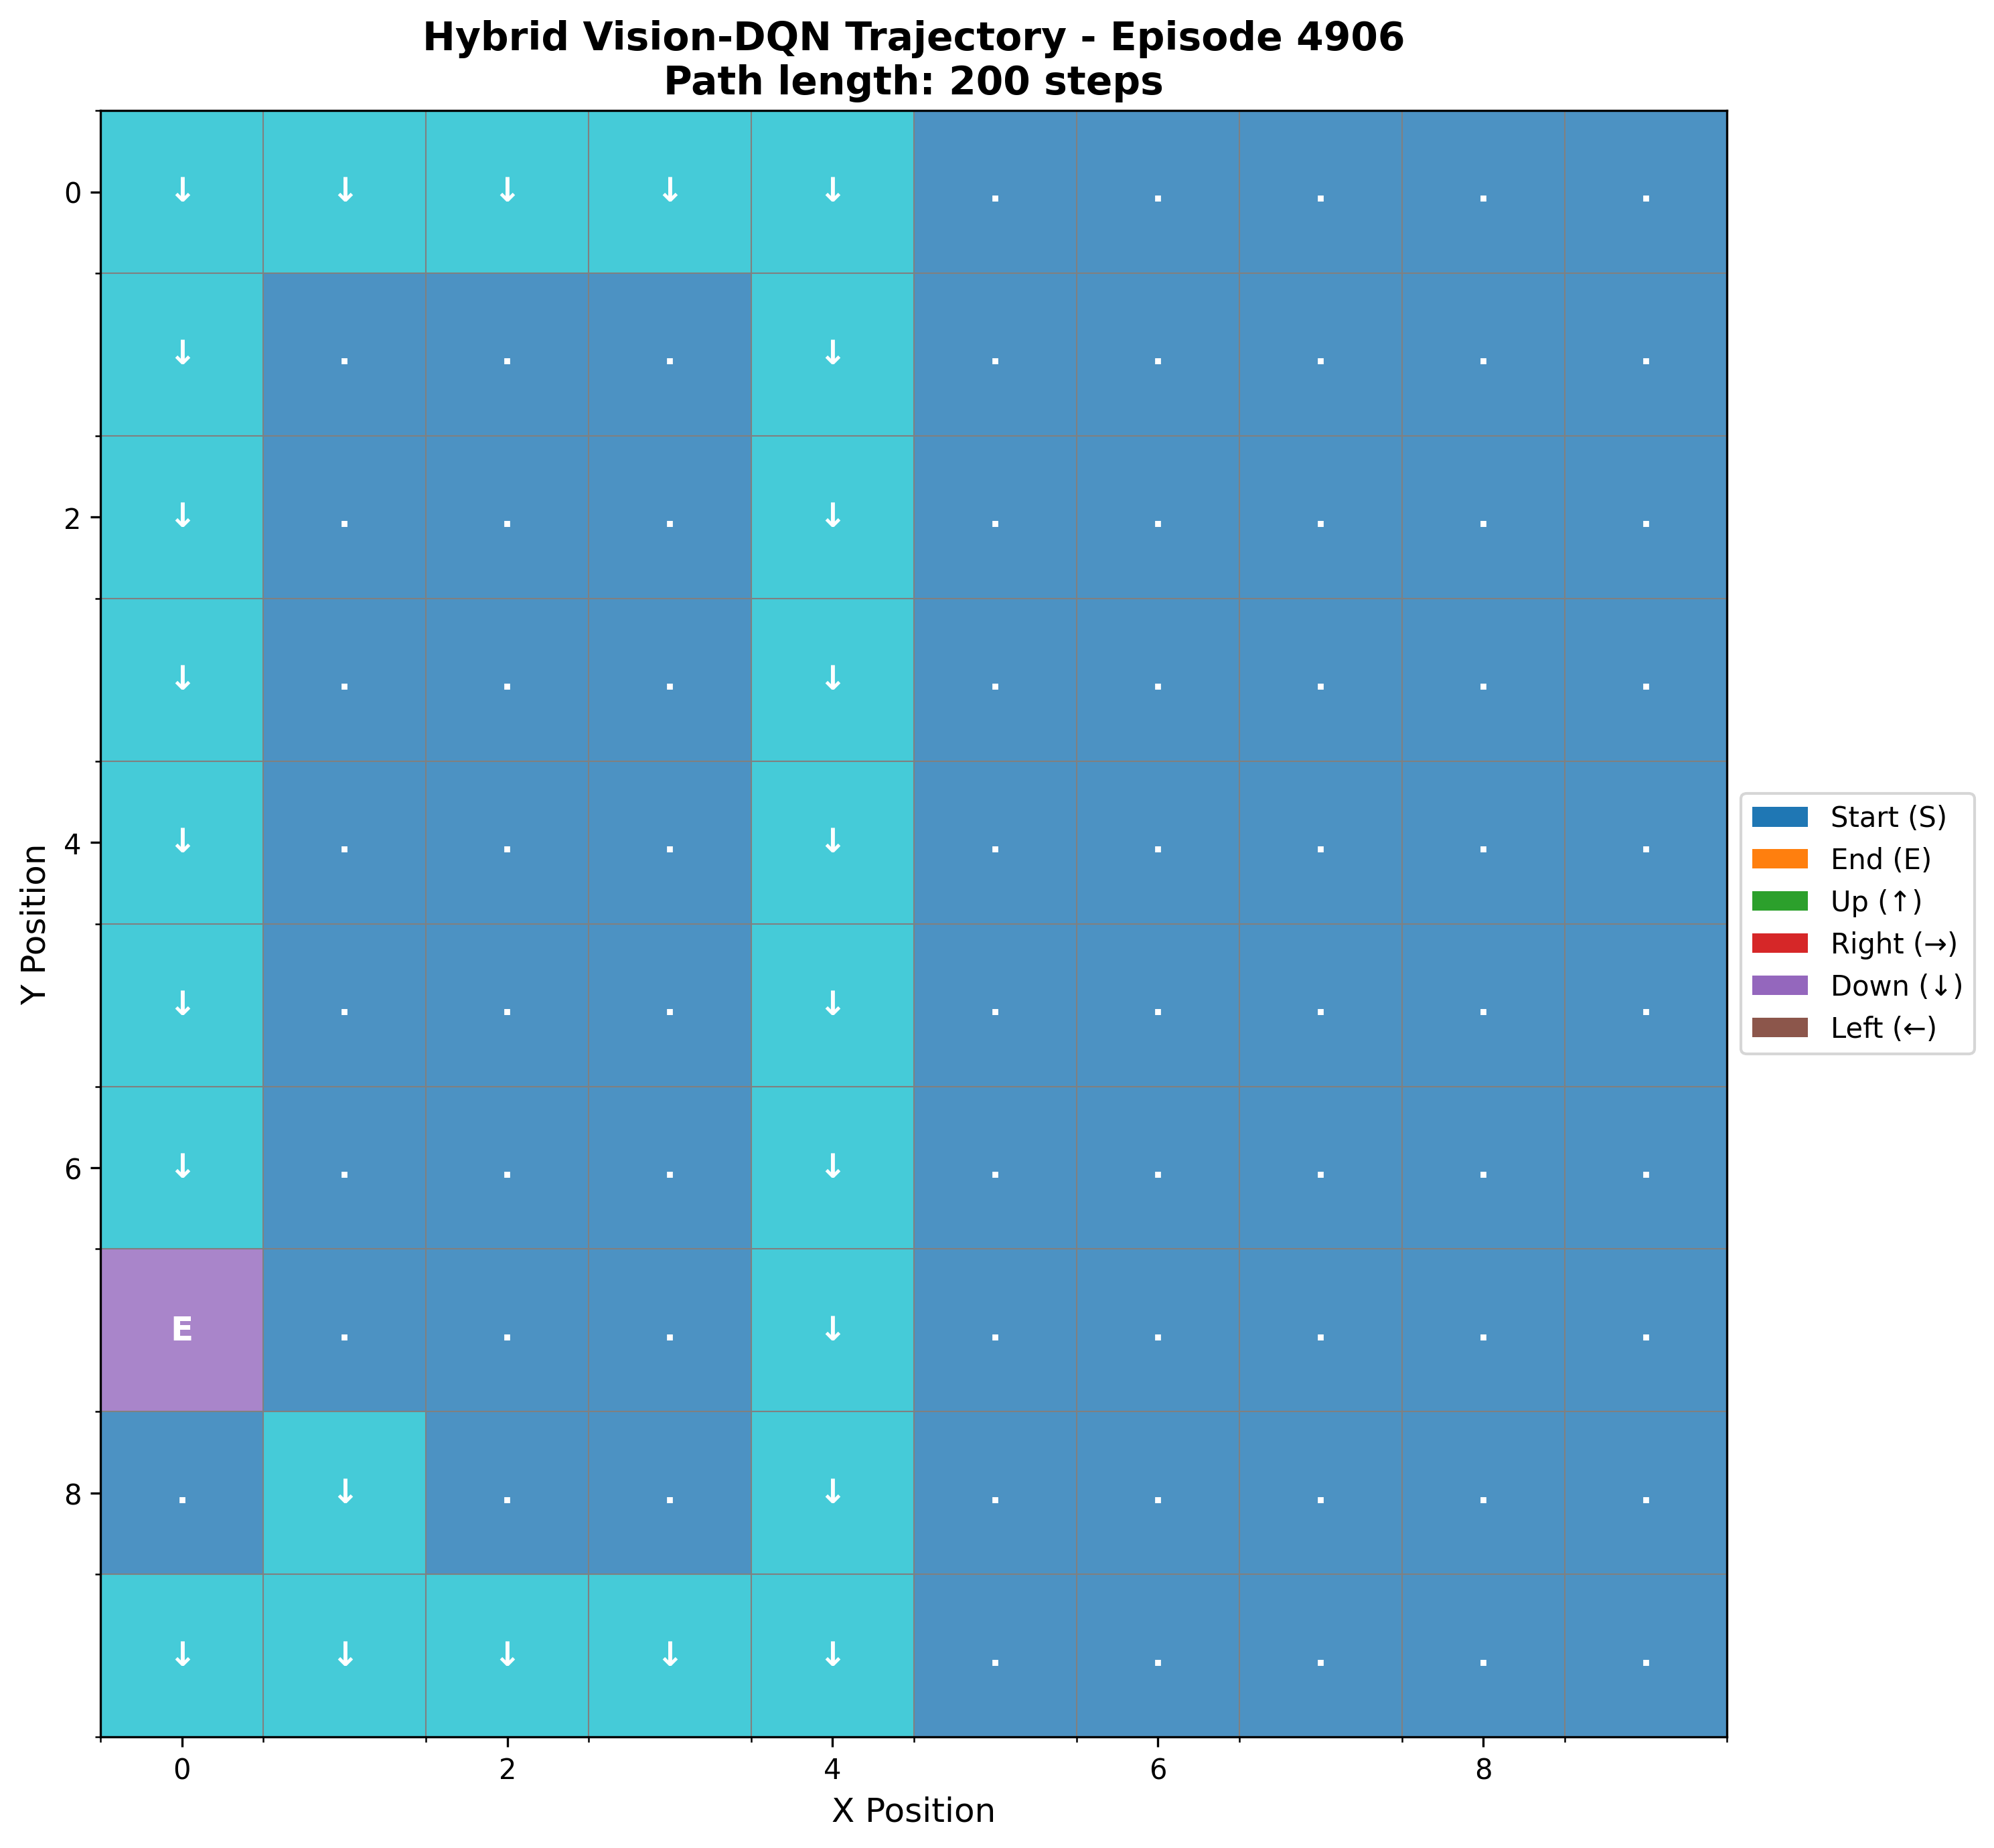 Hybrid Vision-DQN Trajectory - Episode 4906
Path length: 200 steps
0 ↓ ↓ ↓ ↓ ↓ . . . . .
↓ . . . ↓ . . . . .
2 ↓ . . . ↓ . . . . .
↓ . . . ↓ . . . . .
4 ↓ . . . ↓ . . . . .
↓ . . . ↓ . . . . .
6 ↓ . . . ↓ . . . . .
E . . . ↓ . . . . .
8 . ↓ . . ↓ . . . . .
↓ ↓ ↓ ↓ ↓ . . . . .
0 2 4 6 8
X Position
Y Position
Start (S)
End (E)
Up (↑)
Right (→)
Down (↓)
Left (←)